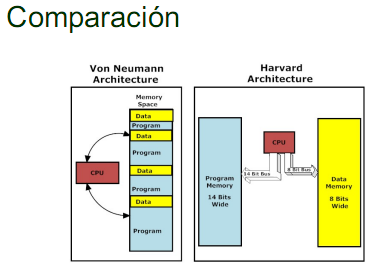 Comparación
Von Neumann
Architecture
Memory
Space
Data
Program
Data
Program
Data
Program
Data
Program
CPU
Harvard
Architecture
CPU
14 Bit Bus
8 Bit Bus
Program
Memory
14 Bits
Wide
Data
Memory
8 Bits
Wide